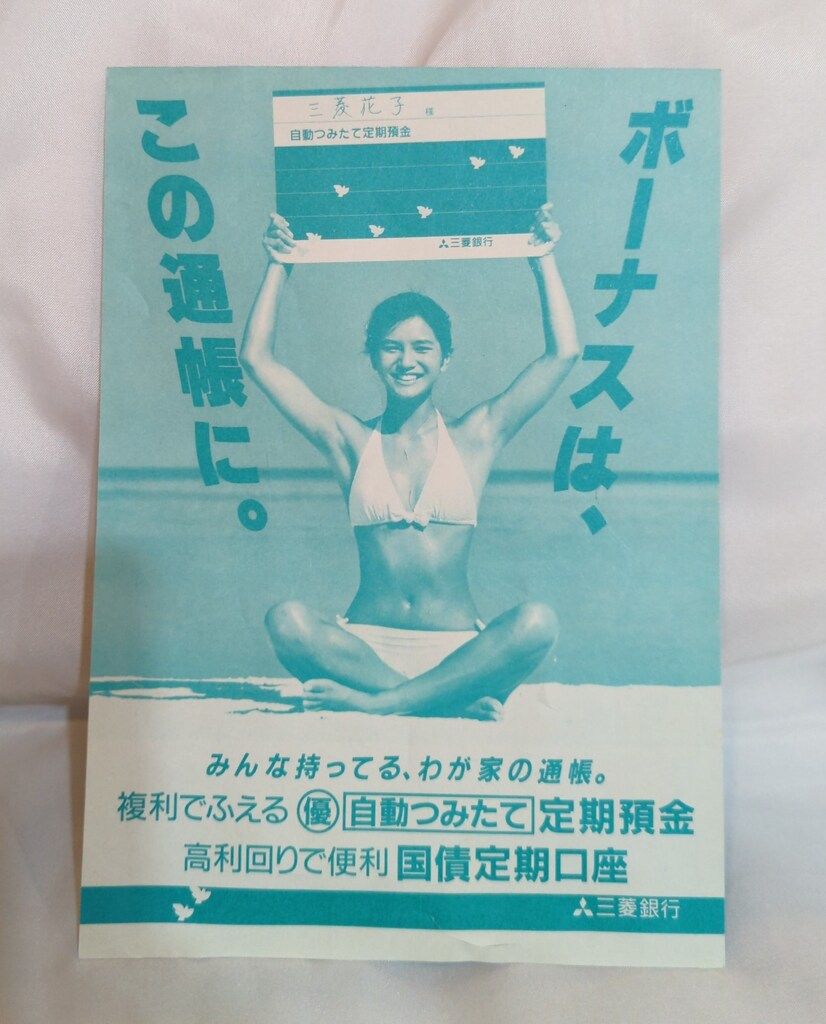 ボーナスは、
この通帳に。
三菱花子 様
自動つみたて定期預金
三菱銀行
みんな持ってる、わが家の通帳。
複利でふえる 優 自動つみたて 定期預金
高利回りで便利 国債定期口座
三菱銀行